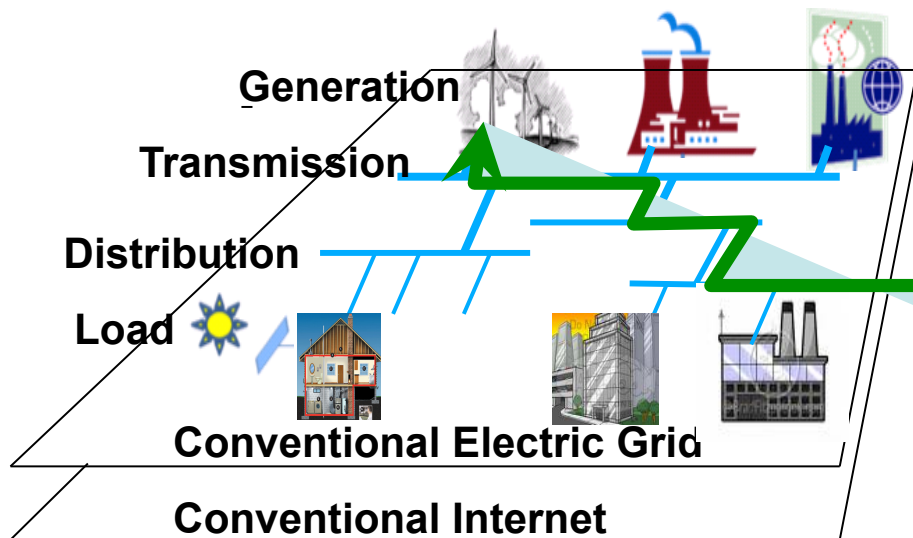 Generation
Transmission
Distribution
Load
Conventional Electric Grid
Conventional Internet